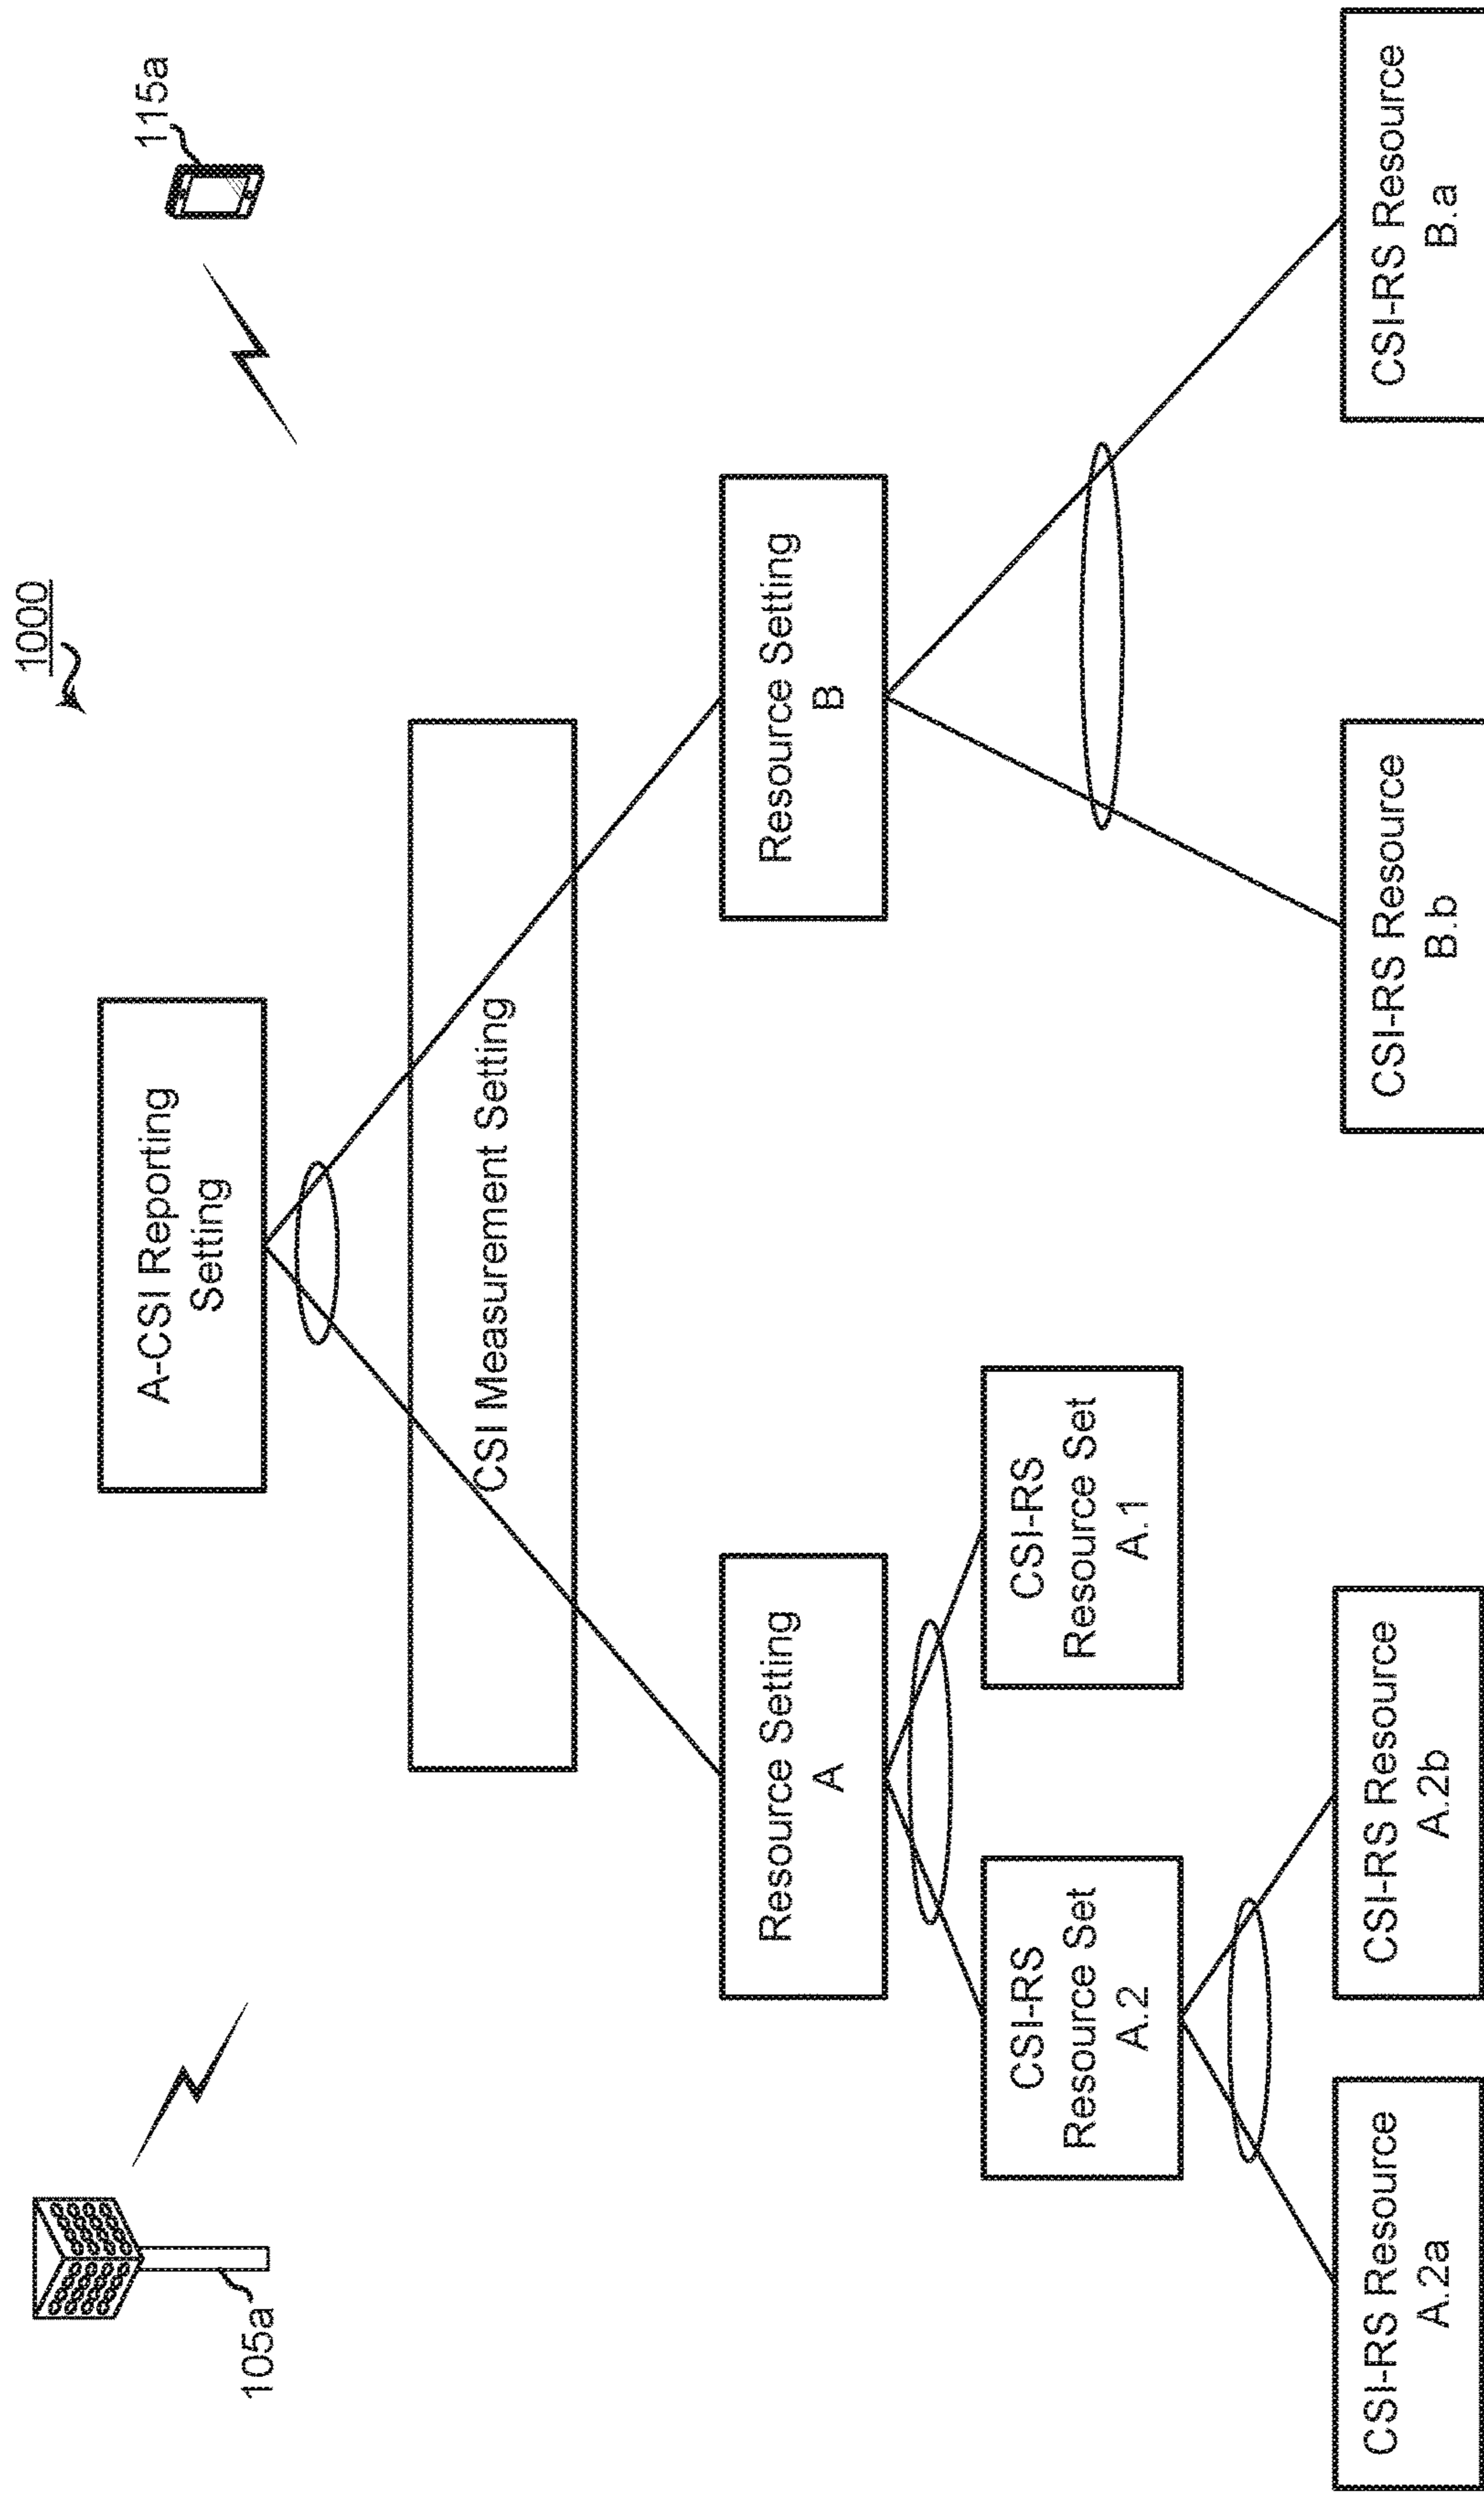 1000
105a
115a
A-CSI Reporting
Setting
CSI Measurement Setting
Resource Setting
A
Resource Setting
B
CSI-RS
Resource Set
A.2
CSI-RS
Resource Set
A.1
CSI-RS Resource
A.2a
CSI-RS Resource
A.2b
CSI-RS Resource
B.b
CSI-RS Resource
B.a